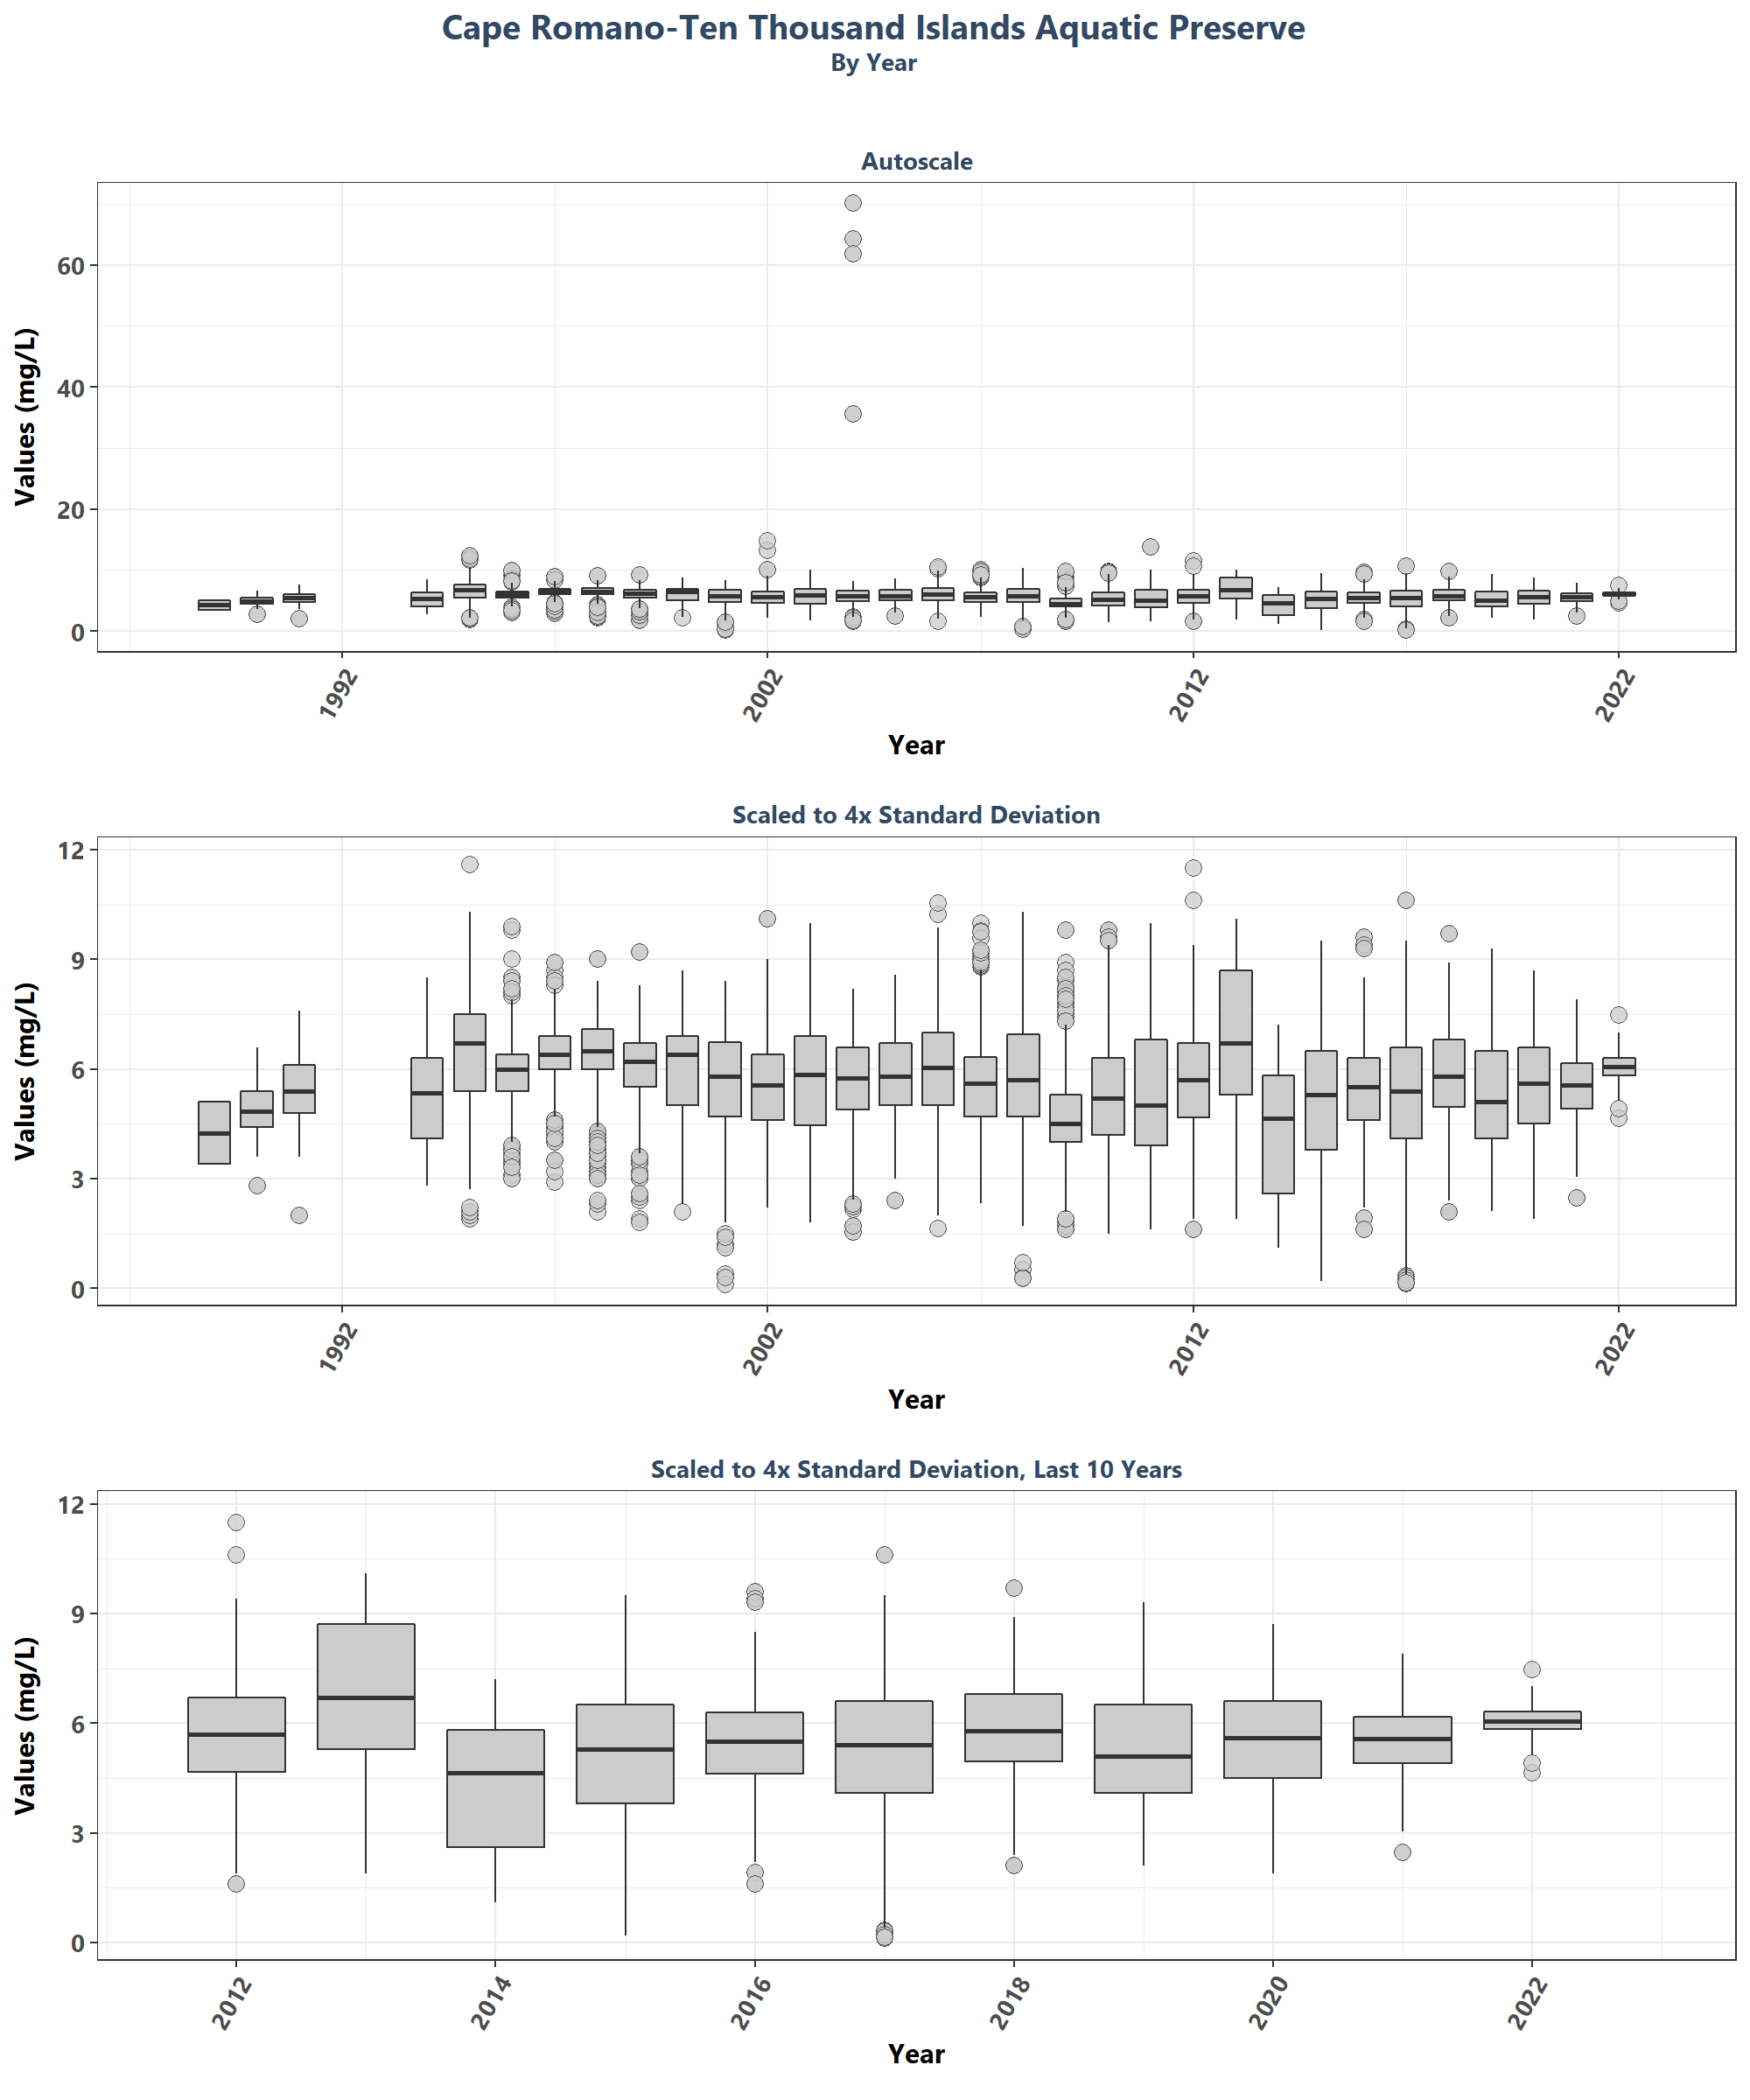 Cape Romano-Ten Thousand Islands Aquatic Preserve
By Year
Autoscale
Values (mg/L)
60
40
20
0
1992
2002
2012
2022
Year
Scaled to 4x Standard Deviation
Values (mg/L)
12
9
6
3
0
1992
2002
2012
2022
Year
Scaled to 4x Standard Deviation, Last 10 Years
Values (mg/L)
12
9
6
3
0
2012
2014
2016
2018
2020
2022
Year